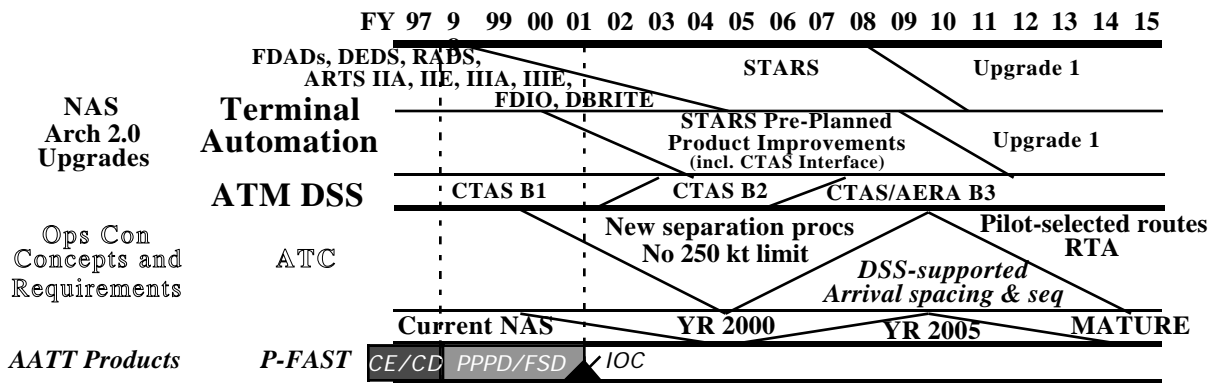 FY 97 9 99 00 01 02 03 04 05 06 07 08 09 10 11 12 13 14 15
FDADs, DEDS, RADS,
ARTS IIA, IIE, IIIA, IIIE,
FDIO, DBRITE
STARS
Upgrade 1
NAS
Arch 2.0
Upgrades
Terminal
Automation
STARS Pre-Planned
Product Improvements
(incl. CTAS Interface)
Upgrade 1
ATM DSS
CTAS B1
CTAS B2
CTAS/AERA B3
Ops Con
Concepts and
Requirements
ATC
New separation procs
No 250 kt limit
DSS-supported
Arrival spacing & seq
Pilot-selected routes
RTA
Current NAS
YR 2000
YR 2005
MATURE
AATT Products
P-FAST
CE/CD
PPPD/FSD
IOC